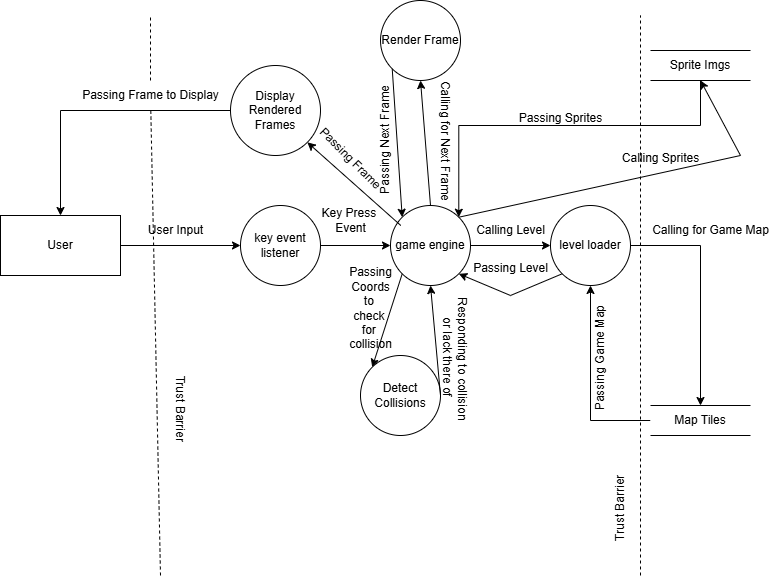 Render Frame
Sprite Imgs
Passing Frame to Display
Display
Rendered
Frames
Passing Next Frame
Calling for Next Frame
Passing Sprites
Passing Frame
Calling Sprites
User
User Input
key event
listener
Key Press
Event
game engine
Calling Level
Passing Level
level loader
Calling for Game Map
Passing
Coords
to
check
for
collision
Responding to collision
or lack there of
Passing Game Map
Detect
Collisions
Map Tiles
Trust Barrier
Trust Barrier